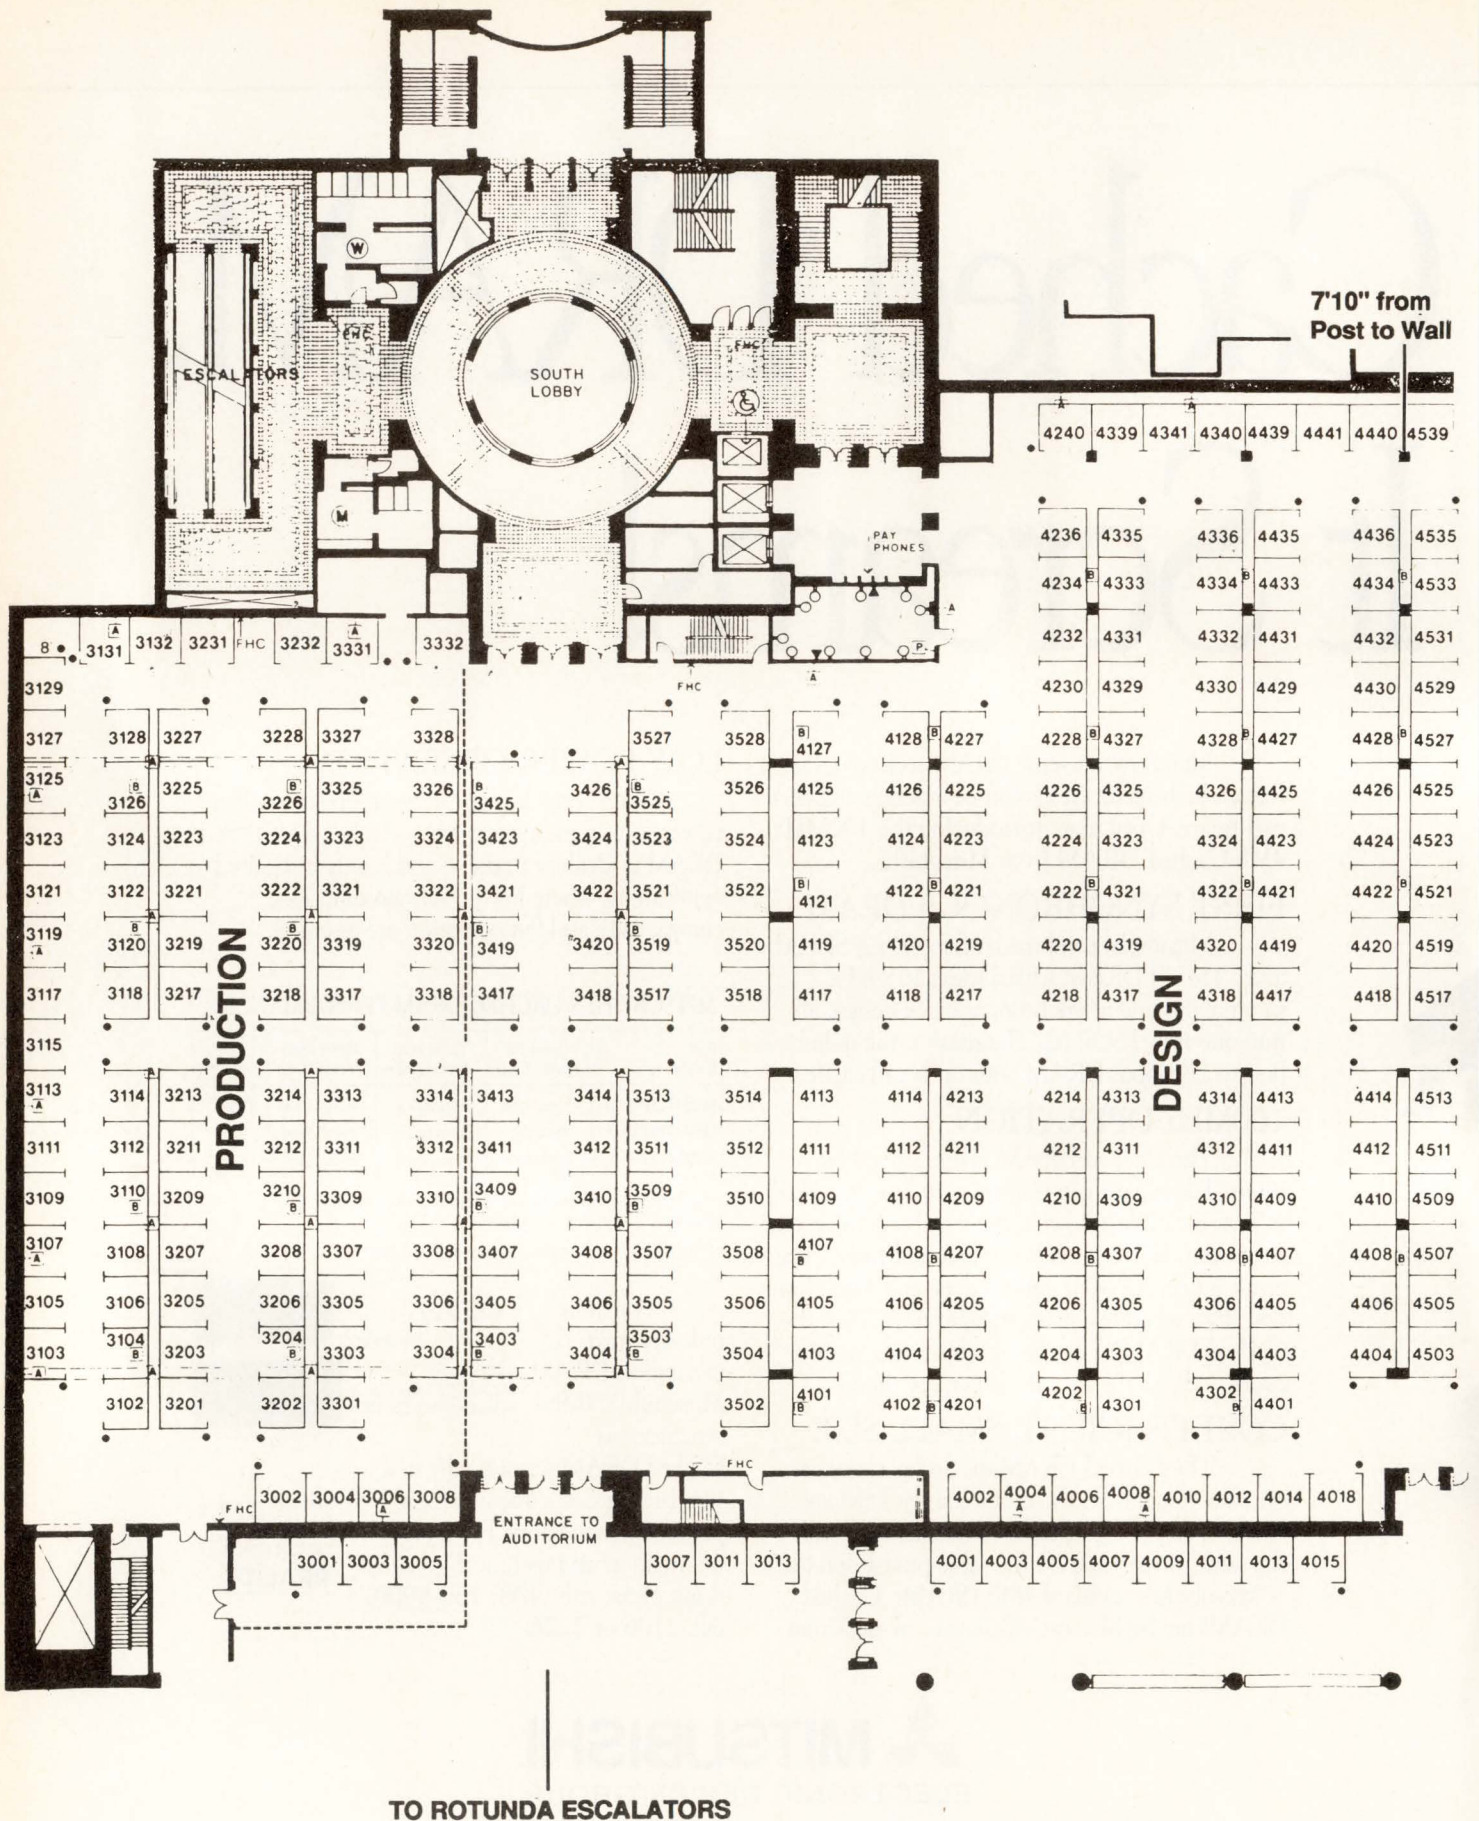 7'10" from
Post to Wall
W
FHC
FHC
ESCALATORS
SOUTH
LOBBY
M
PAY
PHONES
A A
4240 4339 4341 4340 4439 4441 4440 4539
4236 4335 4336 4435 4436 4535
4234 B 4333 4334 B 4433 4434 B 4533
A
8' 3131 A 3132 3231 FHC 3232 3331 A 3332
P
4232 4331 4332 4431 4432 4531
FHC
A
3129 4230 4329 4330 4429 4430 4529
3127 3128 3227 3228 3327 3328 3527 3528 B 4127 4128 B 4227 4228 B 4327 4328 B 4427 4428 B 4527
A A A A
3125 A B 3126 3225 B 3226 3325 3326 B 3425 3426 B 3525 3526 4125 4126 4225 4226 4325 4326 4425 4426 4525
3123 3124 3223 3224 3323 3324 3423 3424 3523 3524 4123 4124 4223 4224 4323 4324 4423 4424 4523
3121 3122 3221 3222 3321 3322 3421 3422 3521 3522 B 4121 4122 B 4221 4222 B 4321 4322 B 4421 4422 B 4521
A A A A
3119 A B 3120 3219 B 3220 3319 3320 B 3419 3420 B 3519 3520 4119 4120 4219 4220 4319 4320 4419 4420 4519
3117 3118 3217 3218 3317 3318 3417 3418 3517 3518 4117 4118 4217 4218 4317 4318 4417 4418 4517
PRODUCTION
DESIGN
3115
A A A A
3113 A 3114 3213 3214 3313 3314 3413 3414 3513 3514 4113 4114 4213 4214 4313 4314 4413 4414 4513
3111 3112 3211 3212 3311 3312 3411 3412 3511 3512 4111 4112 4211 4212 4311 4312 4411 4412 4511
3109 3110 B 3209 3210 B 3309 3310 3409 B 3410 3509 B 3510 4109 4110 4209 4210 4309 4310 4409 4410 4509
A A A A
3107 A 3108 3207 3208 3307 3308 3407 3408 3507 3508 4107 B 4108 B 4207 4208 B 4307 4308 B 4407 4408 B 4507
3105 3106 3205 3206 3305 3306 3405 3406 3505 3506 4105 4106 4205 4206 4305 4306 4405 4406 4505
3103 A 3104 B 3203 3204 B 3303 3304 3403 B 3404 3503 B 3504 4103 4104 4203 4204 4303 4304 4403 4404 4503
A A A A
3102 3201 3202 3301 3502 4101 B 4102 B 4201 4202 B 4301 4302 B 4401
FHC
FHC 3002 3004 3006 A 3008 4002 4004 A 4006 4008 A 4010 4012 4014 4018
ENTRANCE TO
AUDITORIUM
3001 3003 3005 3007 3011 3013 4001 4003 4005 4007 4009 4011 4013 4015
TO ROTUNDA ESCALATORS